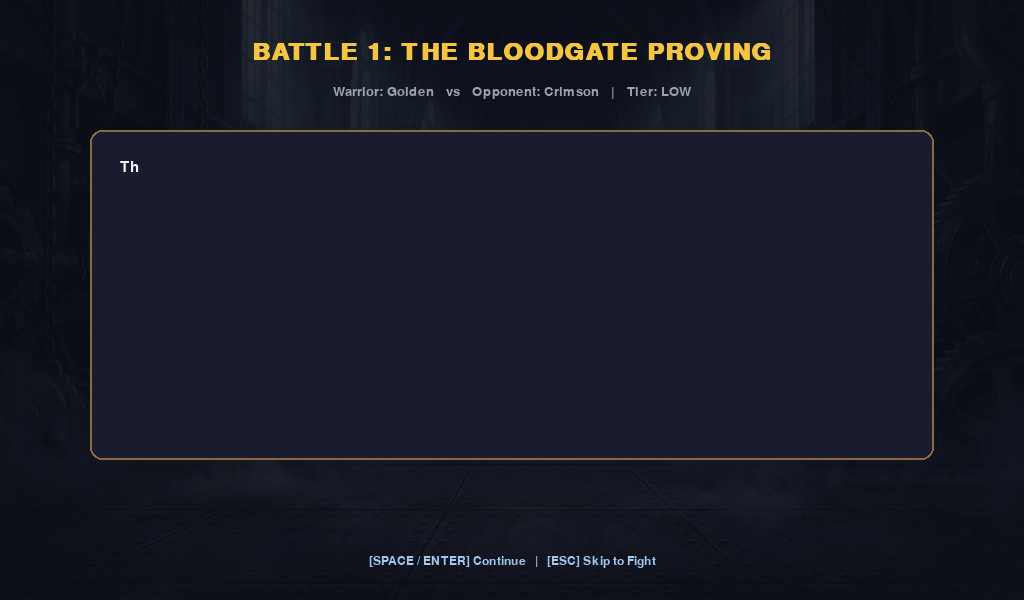 BATTLE 1: THE BLOODGATE PROVING
Warrior: Golden vs Opponent: Crimson | Tier: LOW
Th
[SPACE / ENTER] Continue | [ESC] Skip to Fight